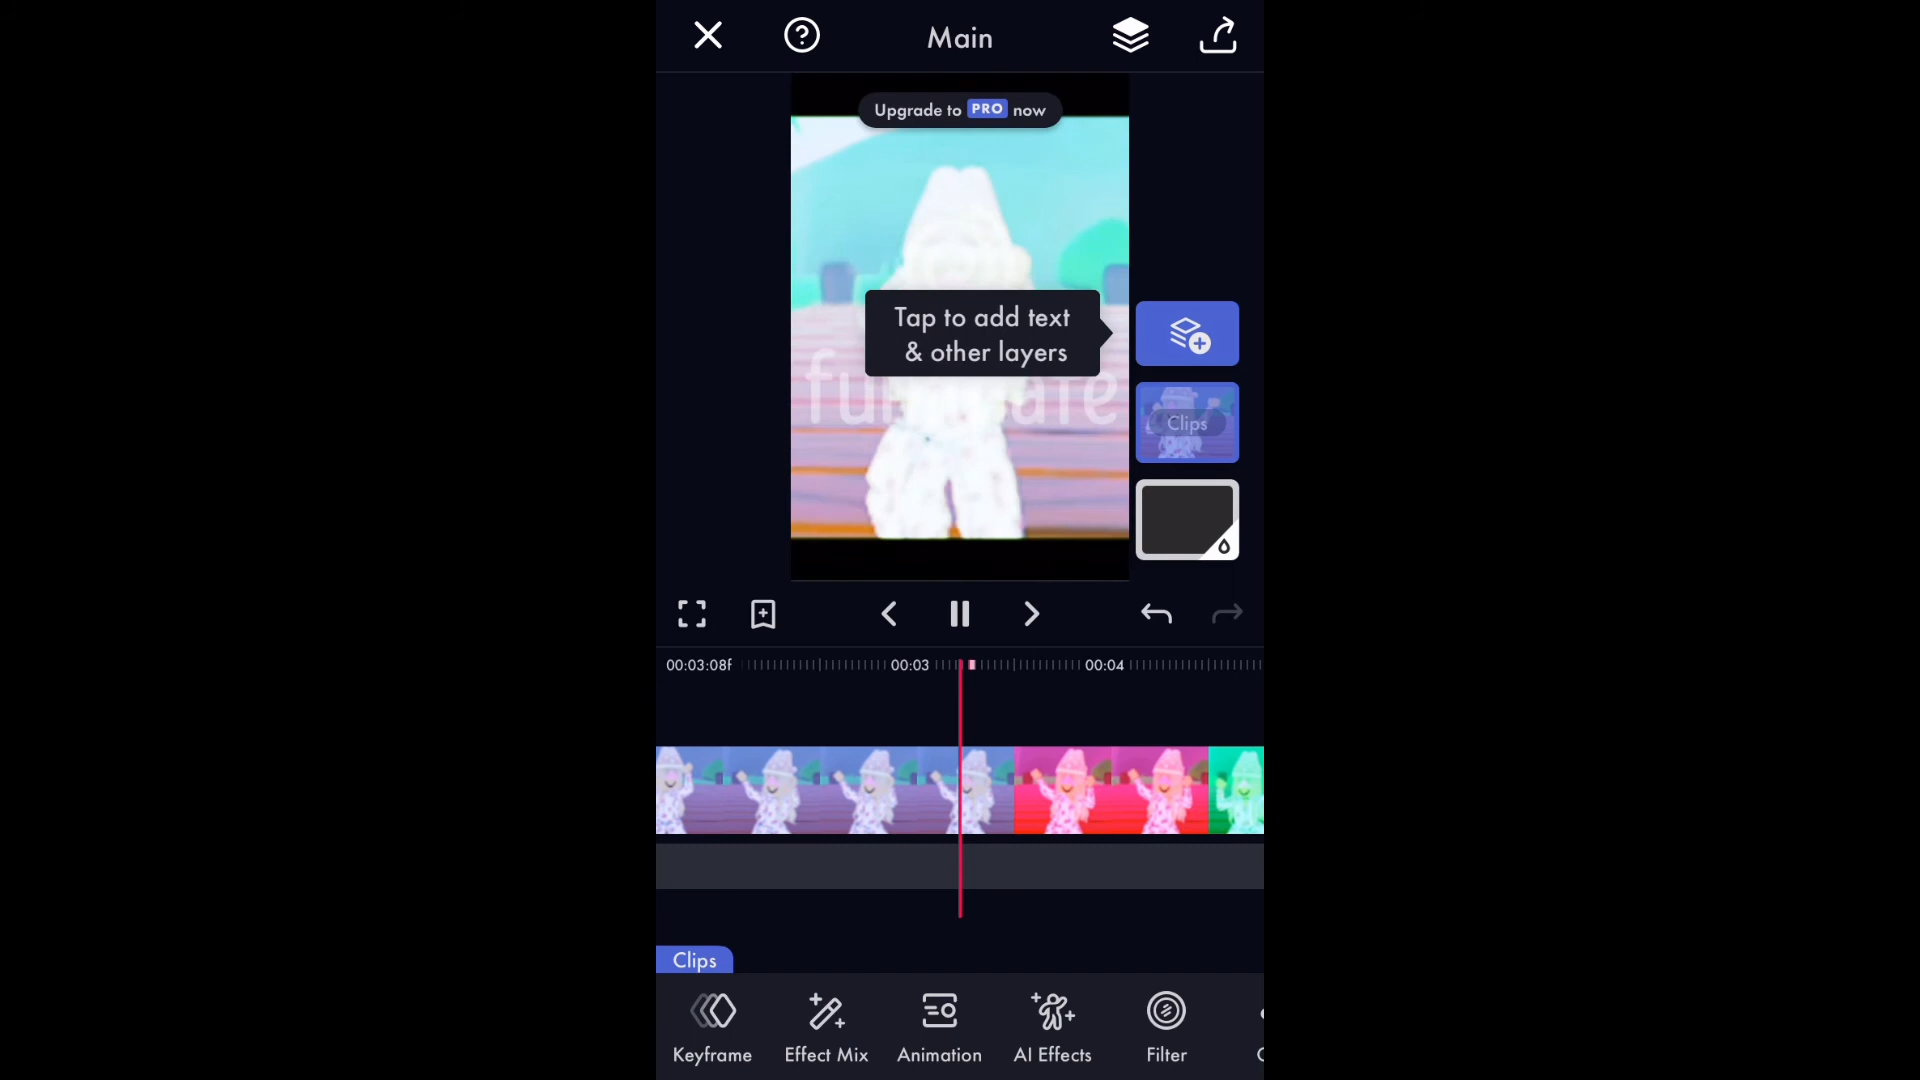 Main
Upgrade to PRO now
Tap to add text
& other layers
Clips
00:03:08f
00:03
00:04
Clips
Keyframe
Effect Mix
Animation
AI Effects
Filter